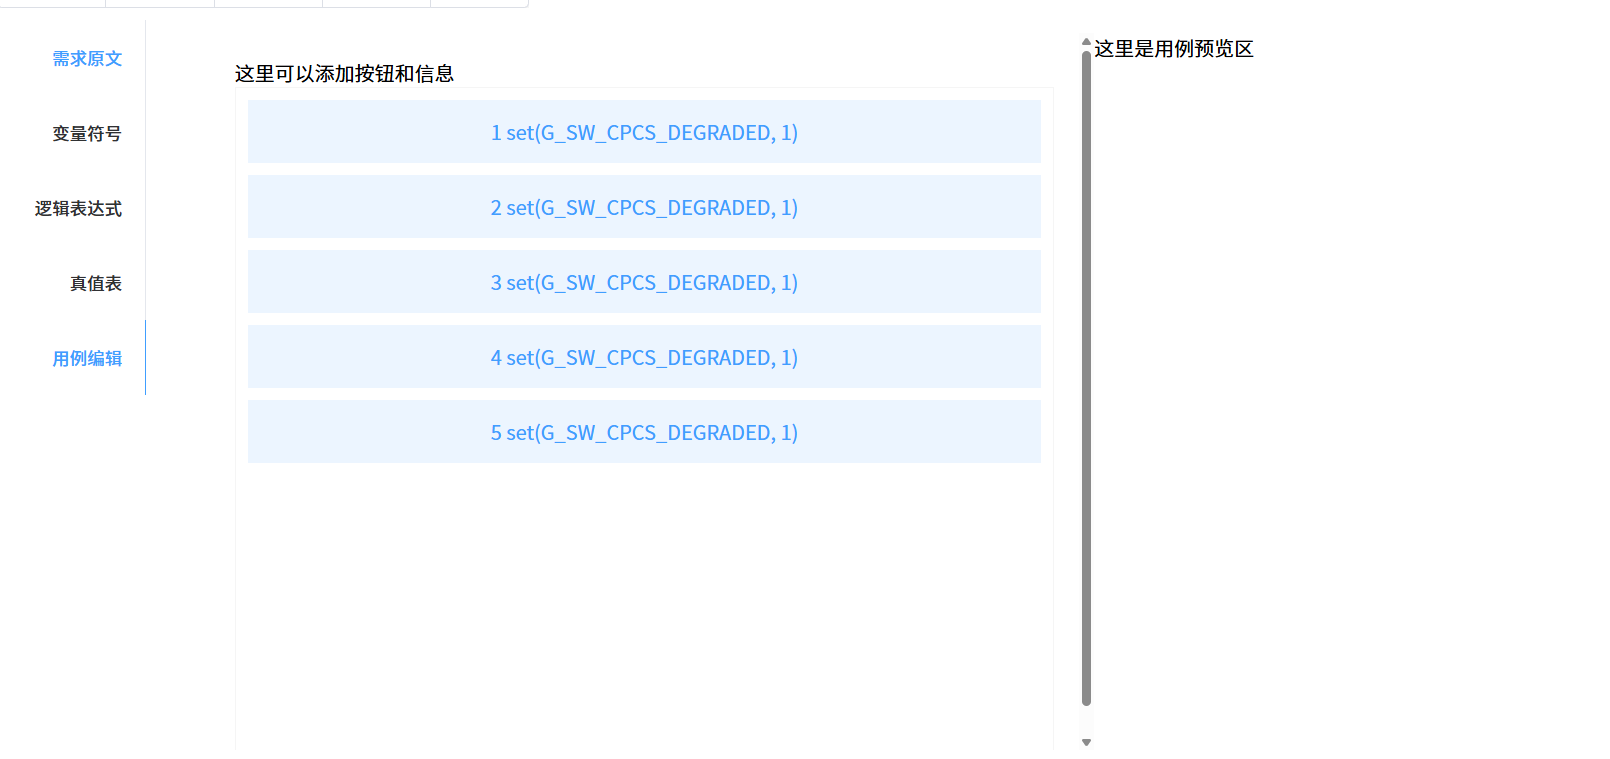 需求原文
变量符号
逻辑表达式
真值表
用例编辑
这里可以添加按钮和信息
1 set(G_SW_CPCS_DEGRADED, 1)
2 set(G_SW_CPCS_DEGRADED, 1)
3 set(G_SW_CPCS_DEGRADED, 1)
4 set(G_SW_CPCS_DEGRADED, 1)
5 set(G_SW_CPCS_DEGRADED, 1)
这里是用例预览区